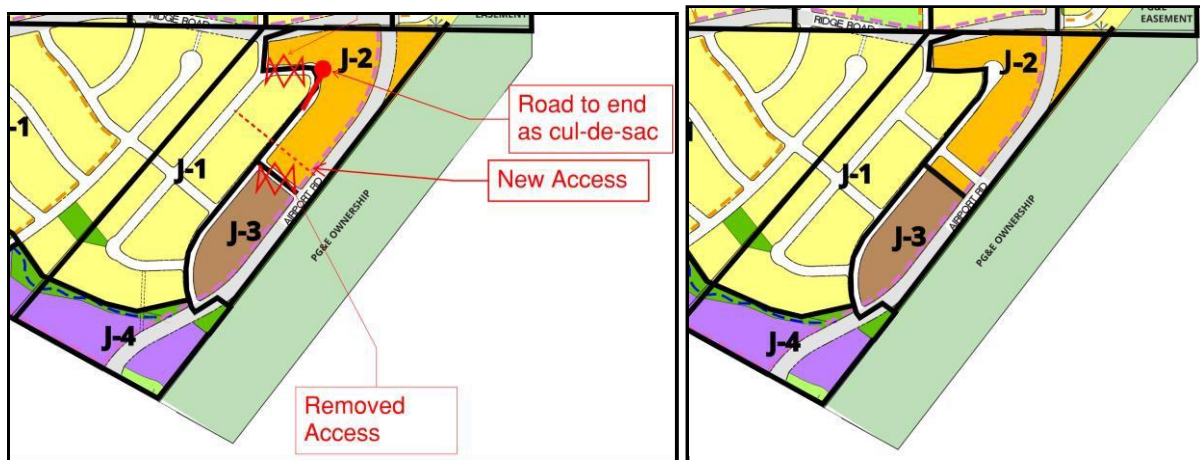 RIDGE ROAD
EASEMENT
J-2
Road to end
as cul-de-sac
-1
J-1
New Access
AIRPORT RD
J-3
PG&E OWNERSHIP
J-4
Removed
Access
RIDGE ROAD
PG&E
EASEMENT
J-2
J-1
AIRPORT RD
J-3
PG&E OWNERSHIP
J-4